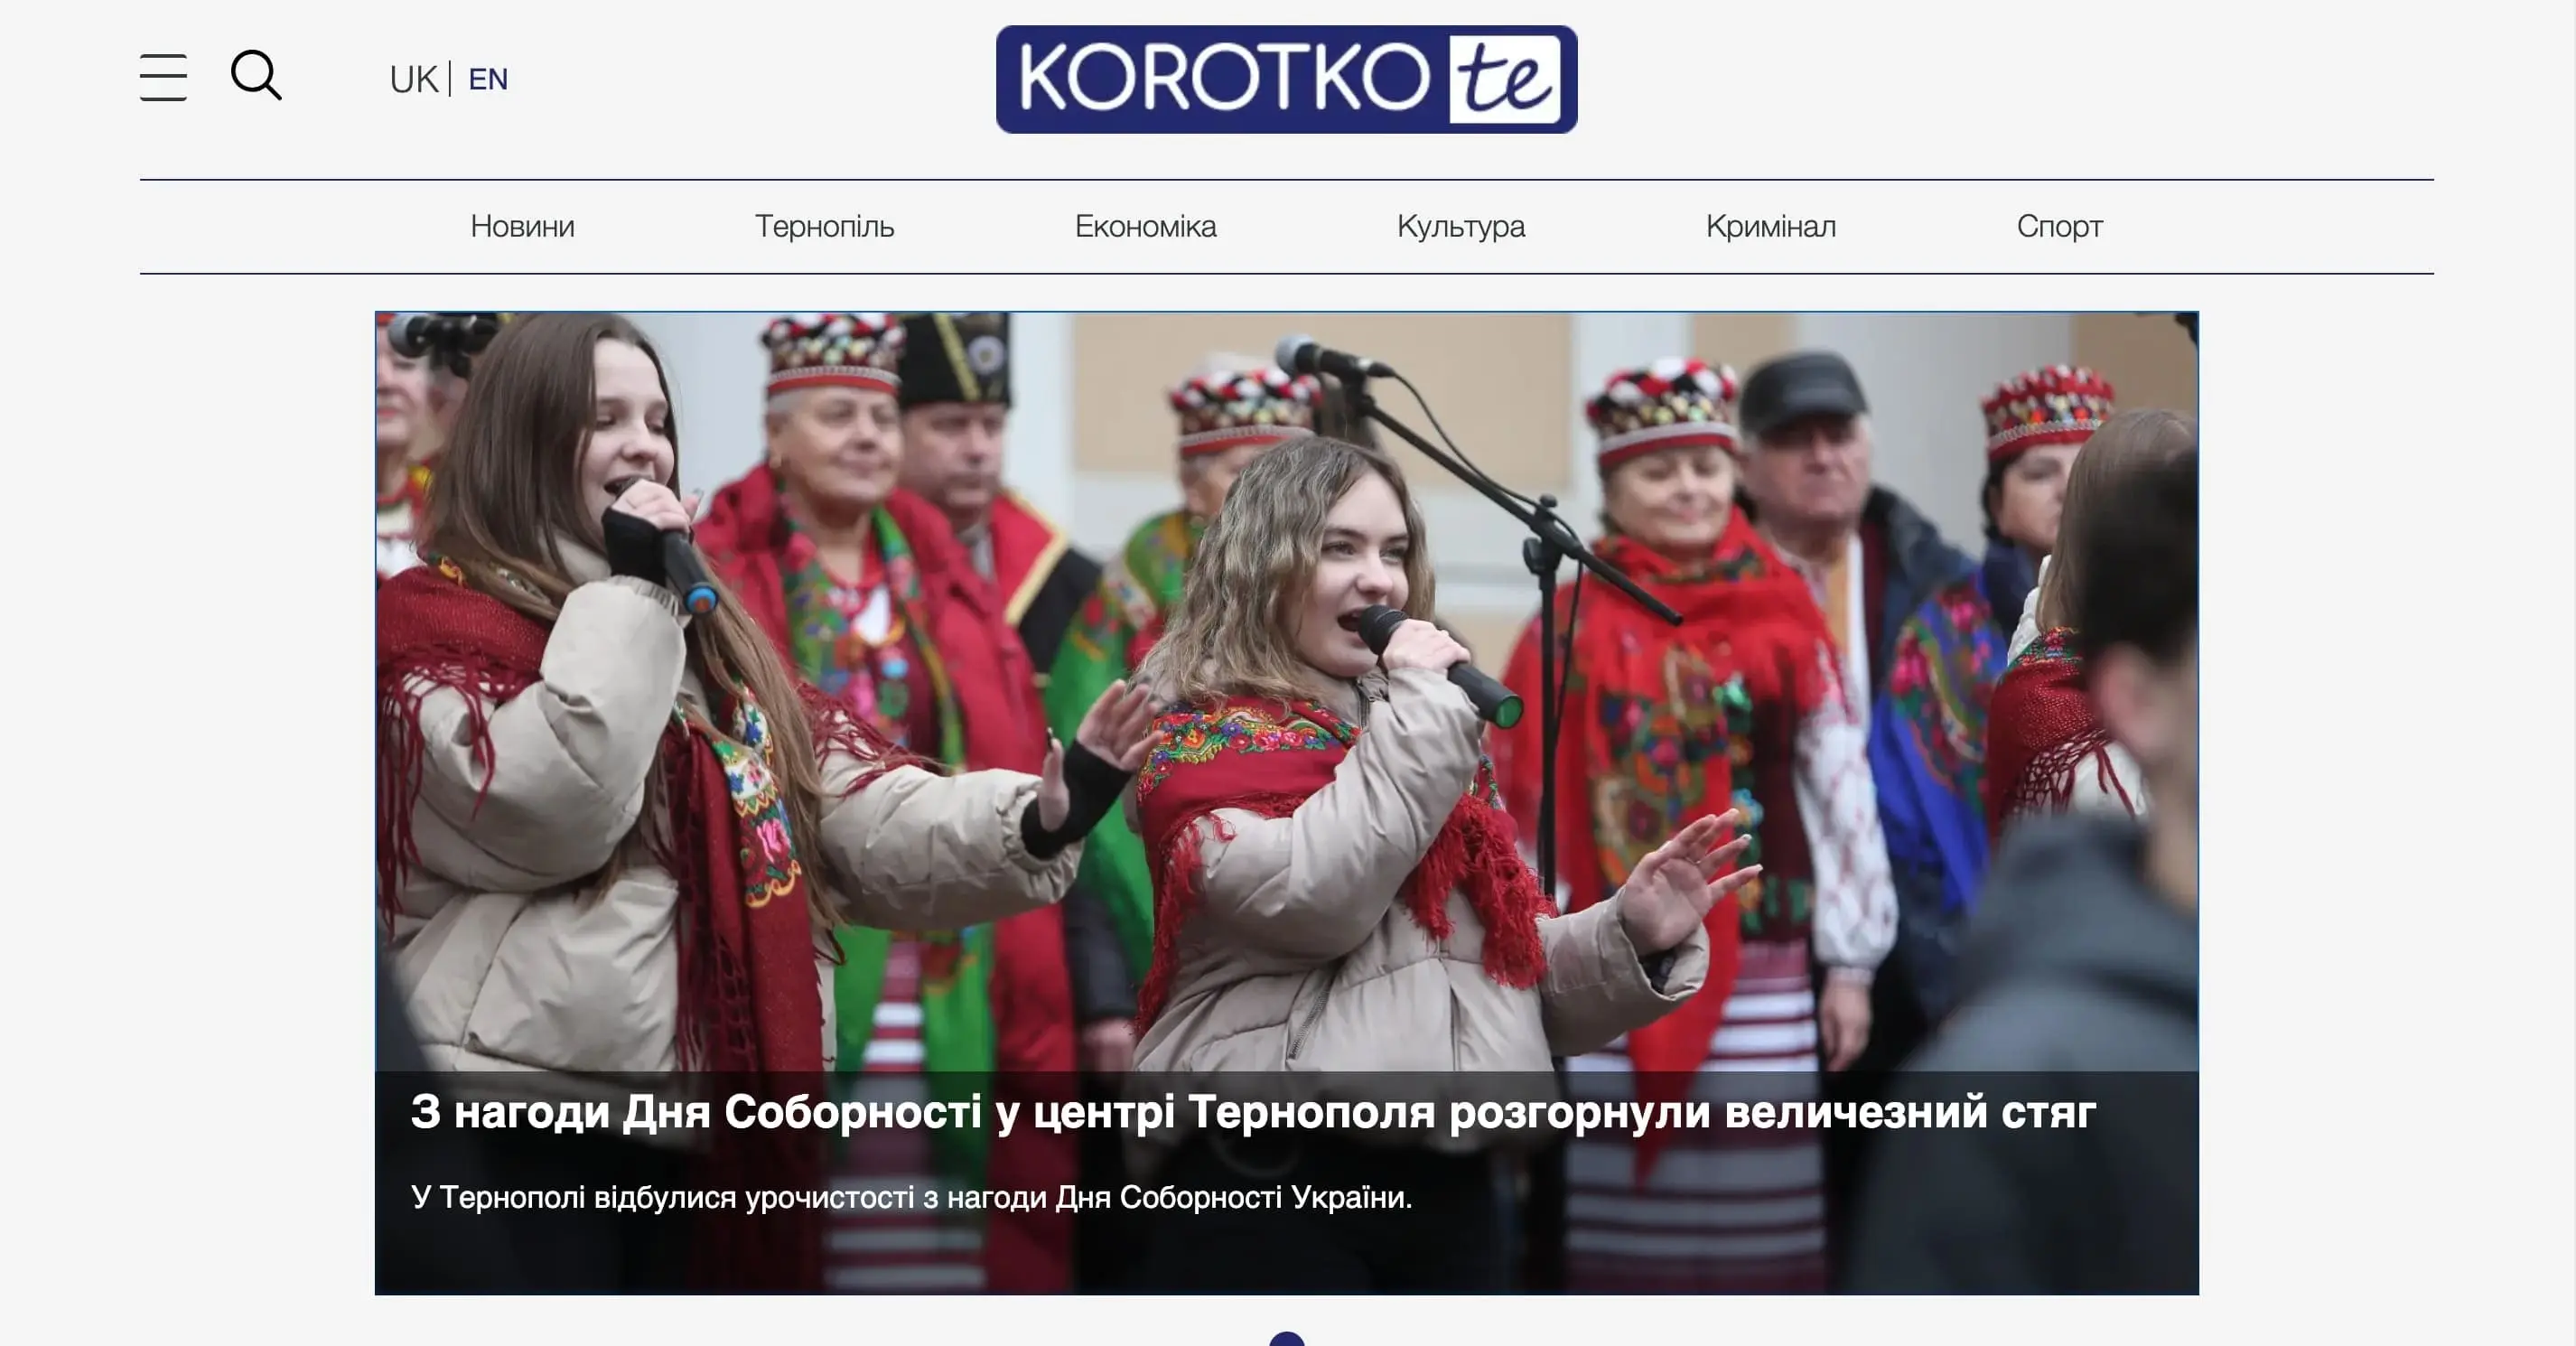 UK | EN
KOROTKO te
Новини
Тернопіль
Економіка
Культура
Кримінал
Спорт
З нагоди Дня Соборності у центрі Тернополя розгорнули величезний стяг
У Тернополі відбулися урочистості з нагоди Дня Соборності України.